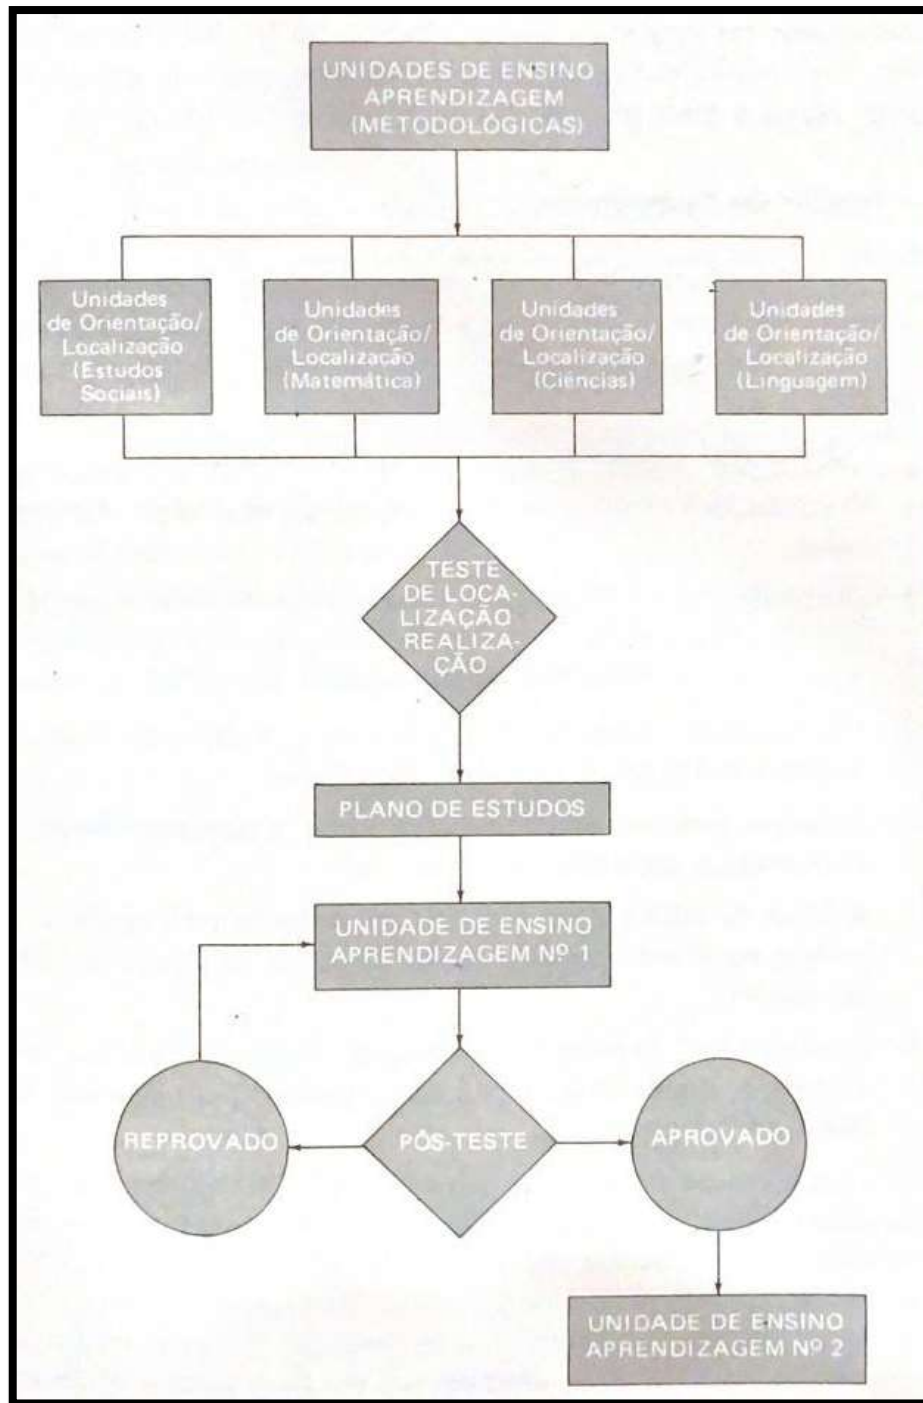 UNIDADES DE ENSINO
APRENDIZAGEM
(METODOLÓGICAS)
Unidades
de Orientação/
Localização
(Estudos
Sociais)
Unidades
de Orientação/
Localização
(Matemática)
Unidades
de Orientação/
Localização
(Ciências)
Unidades
de Orientação/
Localização
(Linguagem)
TESTE
DE LOCA-
LIZAÇÃO
REALIZA-
ÇÃO
PLANO DE ESTUDOS
UNIDADE DE ENSINO
APRENDIZAGEM Nº 1
REPROVADO
PÓS-TESTE
APROVADO
UNIDADE DE ENSINO
APRENDIZAGEM Nº 2